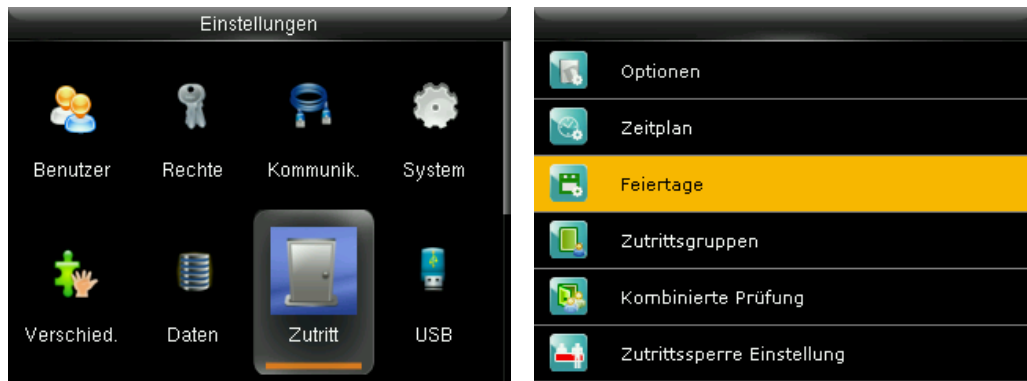 Einstellungen
Benutzer Rechte Kommunik. System
Verschied. Daten Zutritt USB
Optionen
Zeitplan
Feiertage
Zutrittsgruppen
Kombinierte Prüfung
Zutrittssperre Einstellung